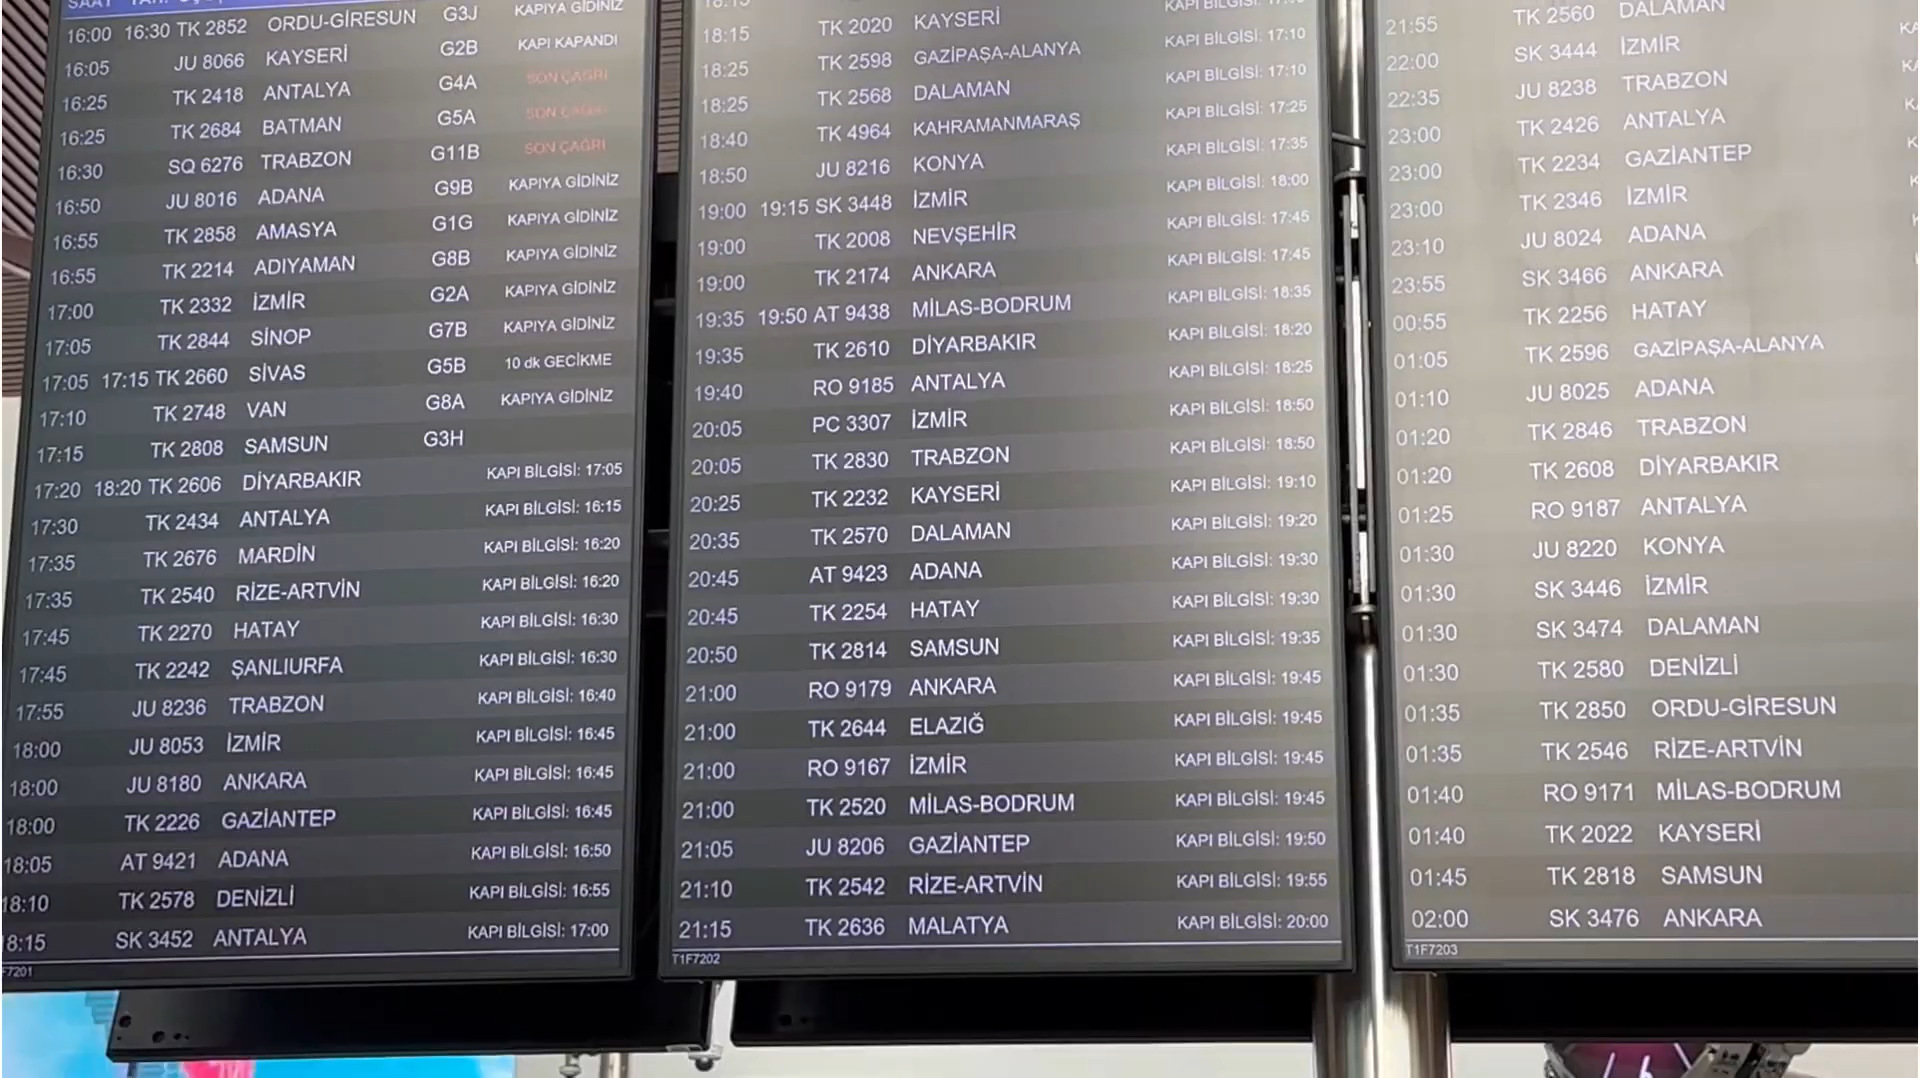 SAAT
16:00 16:30 TK 2852 ORDU-GİRESUN G3J KAPIYA GİDİNİZ
16:05 JU 8066 KAYSERİ G2B KAPI KAPANDI
16:25 TK 2418 ANTALYA G4A SON ÇAĞRI
16:25 TK 2684 BATMAN G5A SON ÇAĞRI
16:30 SQ 6276 TRABZON G11B SON ÇAĞRI
16:50 JU 8016 ADANA G9B KAPIYA GİDİNİZ
16:55 TK 2858 AMASYA G1G KAPIYA GİDİNİZ
16:55 TK 2214 ADIYAMAN G8B KAPIYA GİDİNİZ
17:00 TK 2332 İZMİR G2A KAPIYA GİDİNİZ
17:05 TK 2844 SİNOP G7B KAPIYA GİDİNİZ
17:05 17:15 TK 2660 SİVAS G5B 10 dk GECİKME
17:10 TK 2748 VAN G8A KAPIYA GİDİNİZ
17:15 TK 2808 SAMSUN G3H
17:20 18:20 TK 2606 DİYARBAKIR KAPI BİLGİSİ: 17:05
17:30 TK 2434 ANTALYA KAPI BİLGİSİ: 16:15
17:35 TK 2676 MARDİN KAPI BİLGİSİ: 16:20
17:35 TK 2540 RİZE-ARTVİN KAPI BİLGİSİ: 16:20
17:45 TK 2270 HATAY KAPI BİLGİSİ: 16:30
17:45 TK 2242 ŞANLIURFA KAPI BİLGİSİ: 16:30
17:55 JU 8236 TRABZON KAPI BİLGİSİ: 16:40
18:00 JU 8053 İZMİR KAPI BİLGİSİ: 16:45
18:00 JU 8180 ANKARA KAPI BİLGİSİ: 16:45
18:00 TK 2226 GAZİANTEP KAPI BİLGİSİ: 16:45
18:05 AT 9421 ADANA KAPI BİLGİSİ: 16:50
18:10 TK 2578 DENİZLİ KAPI BİLGİSİ: 16:55
18:15 SK 3452 ANTALYA KAPI BİLGİSİ: 17:00
F7201
18:15
18:15 TK 2020 KAYSERİ
18:25 TK 2598 GAZİPAŞA-ALANYA KAPI BİLGİSİ: 17:10
18:25 TK 2568 DALAMAN KAPI BİLGİSİ: 17:10
18:40 TK 4964 KAHRAMANMARAŞ KAPI BİLGİSİ: 17:25
18:50 JU 8216 KONYA KAPI BİLGİSİ: 17:35
19:00 19:15 SK 3448 İZMİR KAPI BİLGİSİ: 18:00
19:00 TK 2008 NEVŞEHİR KAPI BİLGİSİ: 17:45
19:00 TK 2174 ANKARA KAPI BİLGİSİ: 17:45
19:35 19:50 AT 9438 MİLAS-BODRUM KAPI BİLGİSİ: 18:35
19:35 TK 2610 DİYARBAKIR KAPI BİLGİSİ: 18:20
19:40 RO 9185 ANTALYA KAPI BİLGİSİ: 18:25
20:05 PC 3307 İZMİR KAPI BİLGİSİ: 18:50
20:05 TK 2830 TRABZON KAPI BİLGİSİ: 18:50
20:25 TK 2232 KAYSERİ KAPI BİLGİSİ: 19:10
20:35 TK 2570 DALAMAN KAPI BİLGİSİ: 19:20
20:45 AT 9423 ADANA KAPI BİLGİSİ: 19:30
20:45 TK 2254 HATAY KAPI BİLGİSİ: 19:30
20:50 TK 2814 SAMSUN KAPI BİLGİSİ: 19:35
21:00 RO 9179 ANKARA KAPI BİLGİSİ: 19:45
21:00 TK 2644 ELAZIĞ KAPI BİLGİSİ: 19:45
21:00 RO 9167 İZMİR KAPI BİLGİSİ: 19:45
21:00 TK 2520 MİLAS-BODRUM KAPI BİLGİSİ: 19:45
21:05 JU 8206 GAZİANTEP KAPI BİLGİSİ: 19:50
21:10 TK 2542 RİZE-ARTVİN KAPI BİLGİSİ: 19:55
21:15 TK 2636 MALATYA KAPI BİLGİSİ: 20:00
T1F7202
21:55 TK 2560 DALAMAN
22:00 SK 3444 İZMİR
22:35 JU 8238 TRABZON
23:00 TK 2426 ANTALYA
23:00 TK 2234 GAZİANTEP
23:00 TK 2346 İZMİR
23:10 JU 8024 ADANA
23:55 SK 3466 ANKARA
00:55 TK 2256 HATAY
01:05 TK 2596 GAZİPAŞA-ALANYA
01:10 JU 8025 ADANA
01:20 TK 2846 TRABZON
01:20 TK 2608 DİYARBAKIR
01:25 RO 9187 ANTALYA
01:30 JU 8220 KONYA
01:30 SK 3446 İZMİR
01:30 SK 3474 DALAMAN
01:30 TK 2580 DENİZLİ
01:35 TK 2850 ORDU-GİRESUN
01:35 TK 2546 RİZE-ARTVİN
01:40 RO 9171 MİLAS-BODRUM
01:40 TK 2022 KAYSERİ
01:45 TK 2818 SAMSUN
02:00 SK 3476 ANKARA
T1F7203